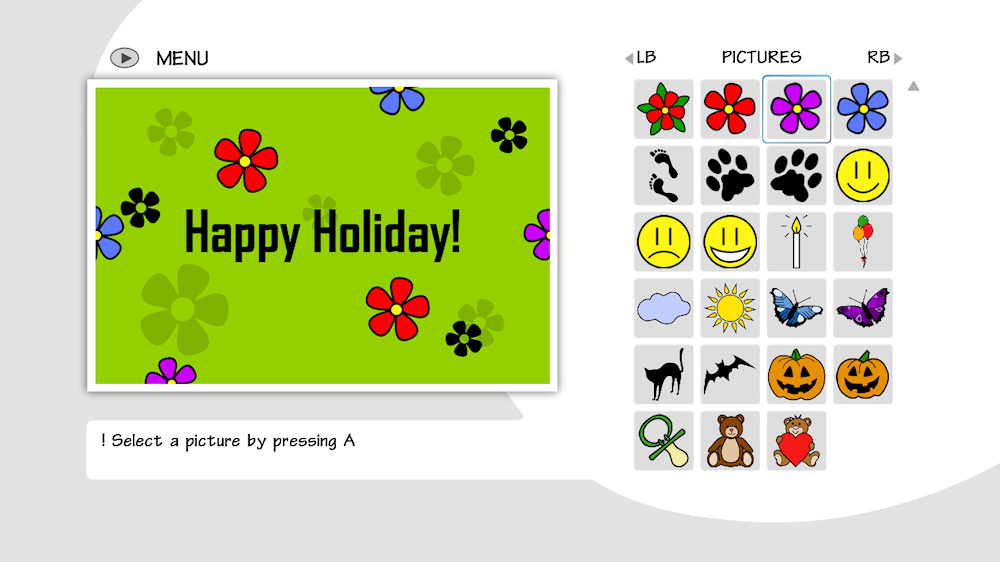 MENU
LB PICTURES RB
Happy Holiday!
! Select a picture by pressing A